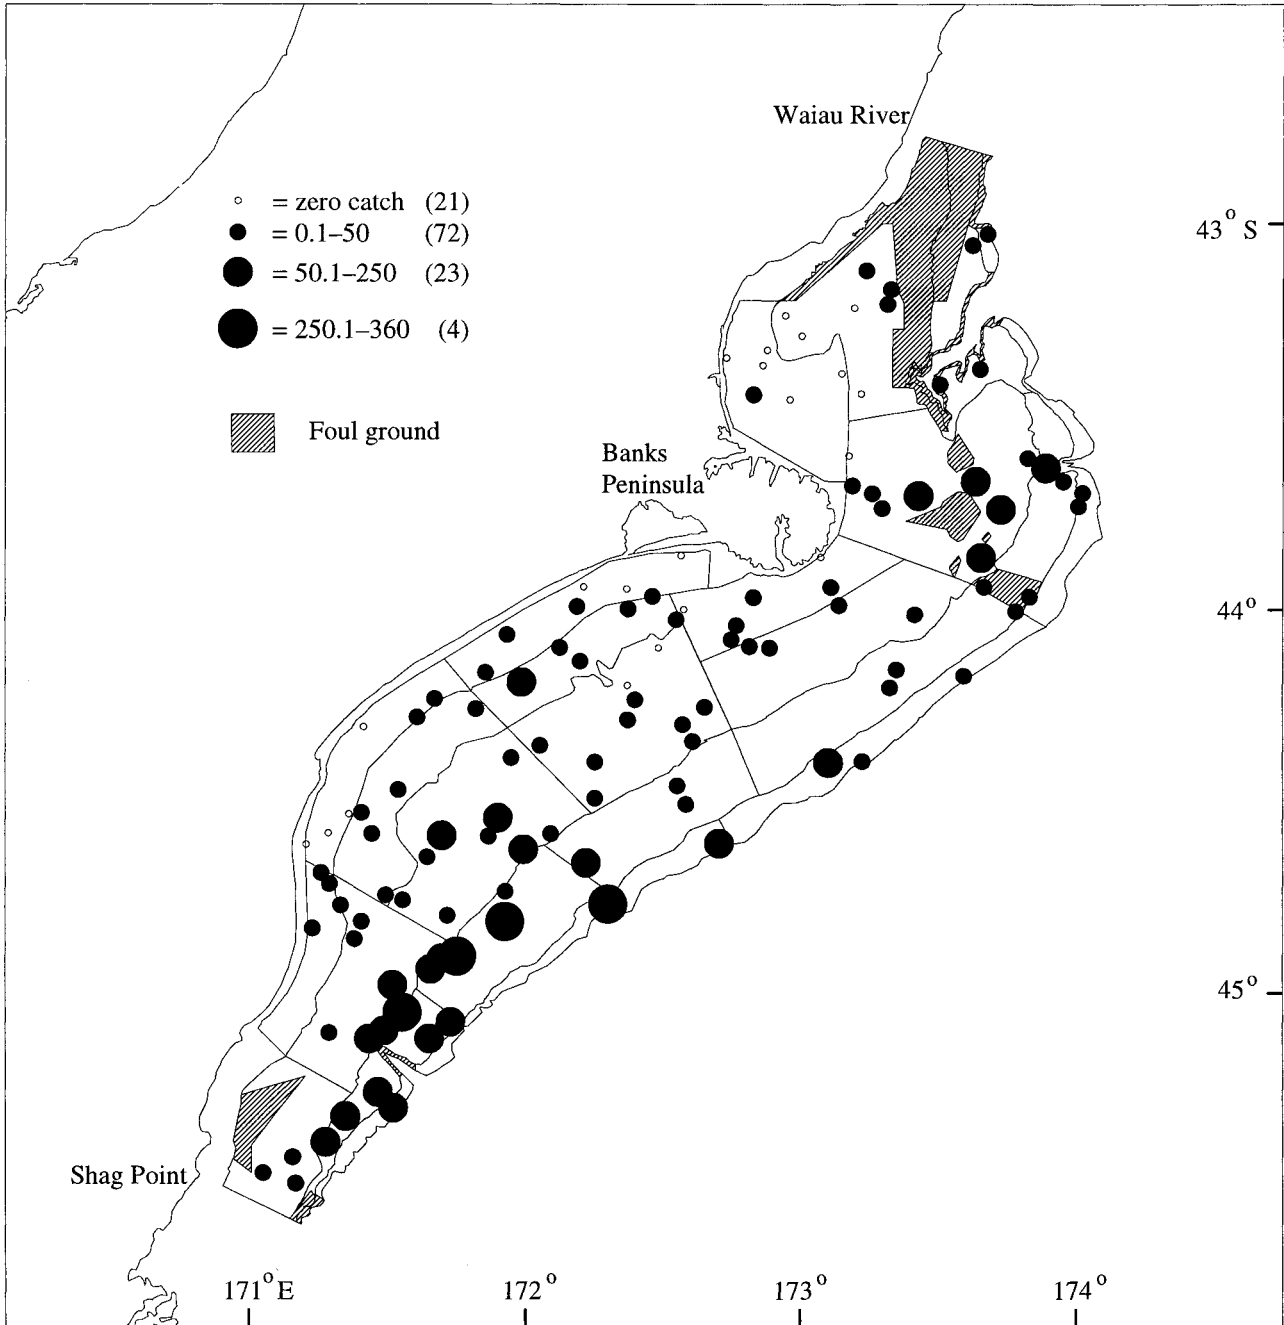 Waiau River
= zero catch (21)
= 0.1–50 (72)
= 50.1–250 (23)
= 250.1–360 (4)
43° S
Foul ground
Banks
Peninsula
44°
45°
Shag Point
171° E 172° 173° 174°